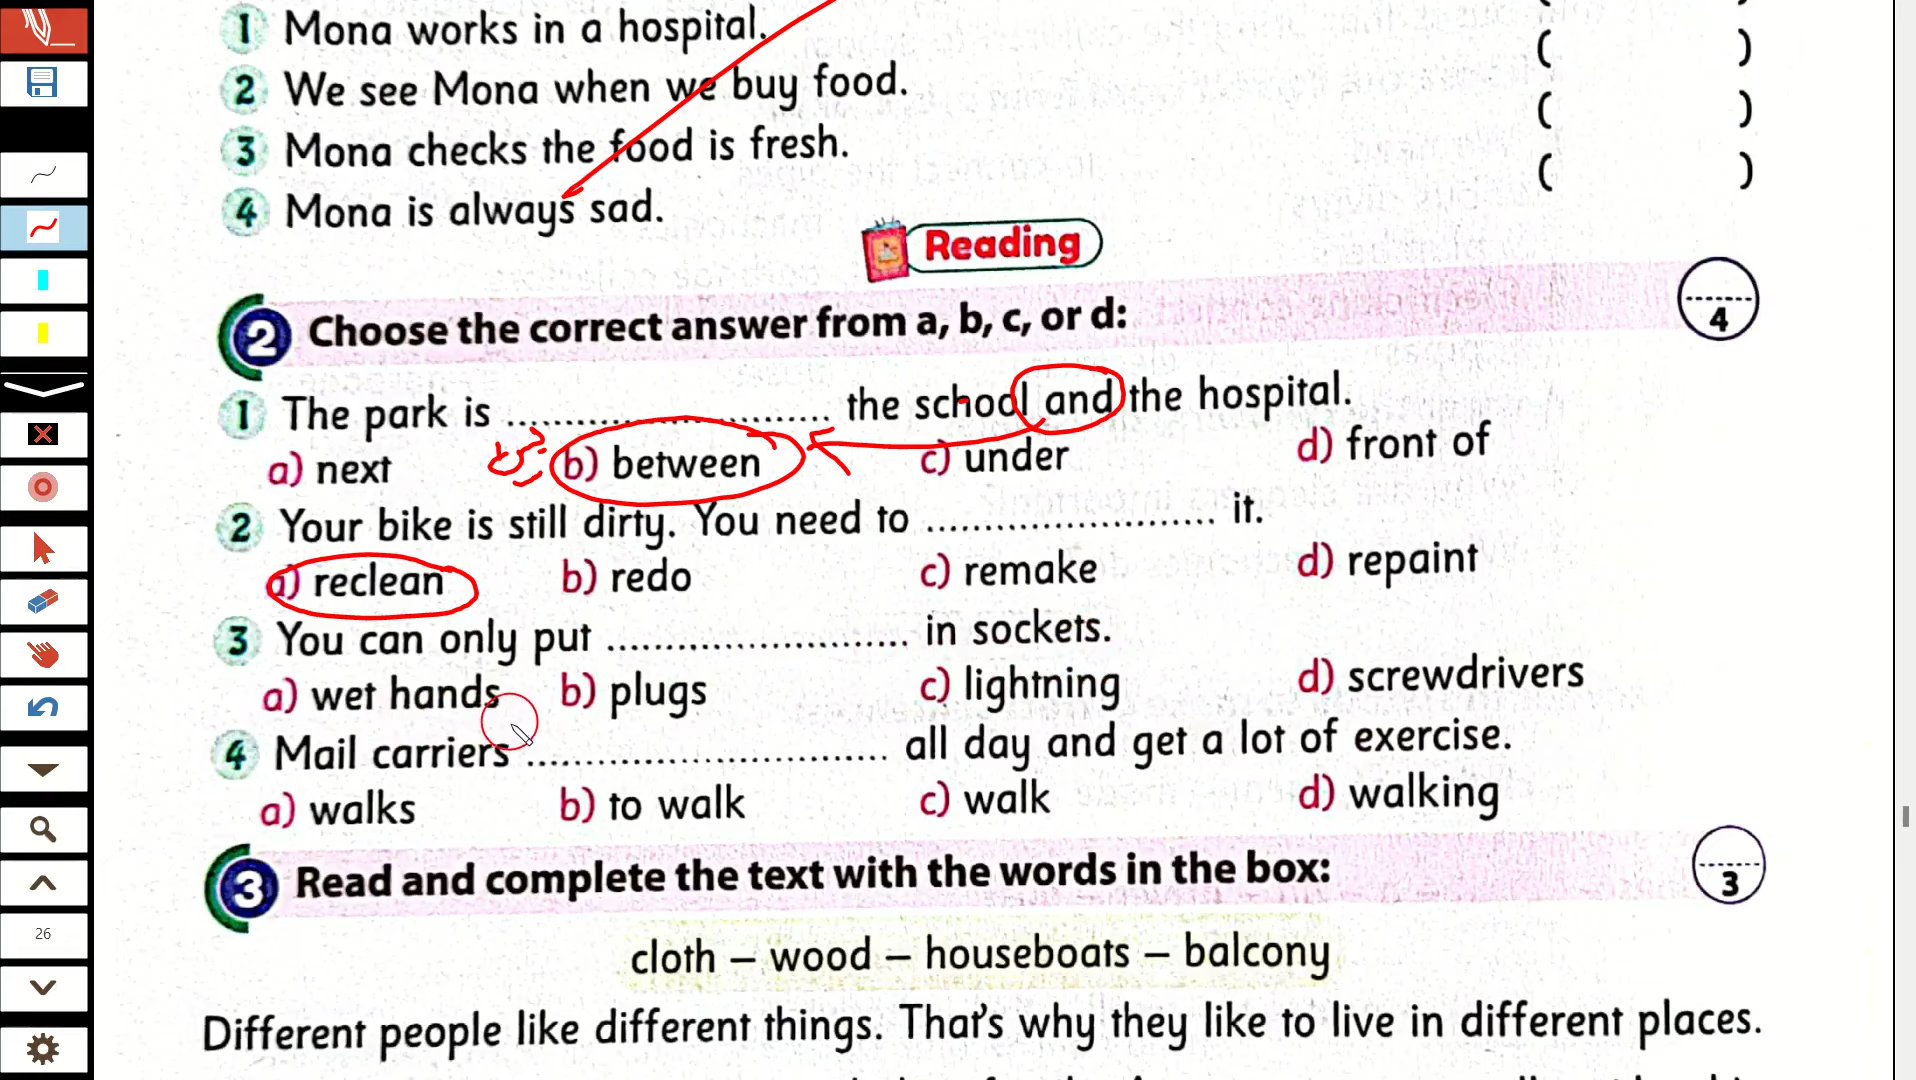 1 Mona works in a hospital.
( )
2 We see Mona when we buy food.
( )
3 Mona checks the food is fresh.
( )
4 Mona is always sad.
Reading
2 Choose the correct answer from a, b, c, or d:
4
1 The park is ............................ the school and the hospital.
a) next b) between c) under d) front of
2 Your bike is still dirty. You need to ......................... it.
a) reclean b) redo c) remake d) repaint
3 You can only put .......................... in sockets.
a) wet hands b) plugs c) lightning d) screwdrivers
4 Mail carriers ............................... all day and get a lot of exercise.
a) walks b) to walk c) walk d) walking
3 Read and complete the text with the words in the box:
3
26
cloth – wood – houseboats – balcony
Different people like different things. That's why they like to live in different places.